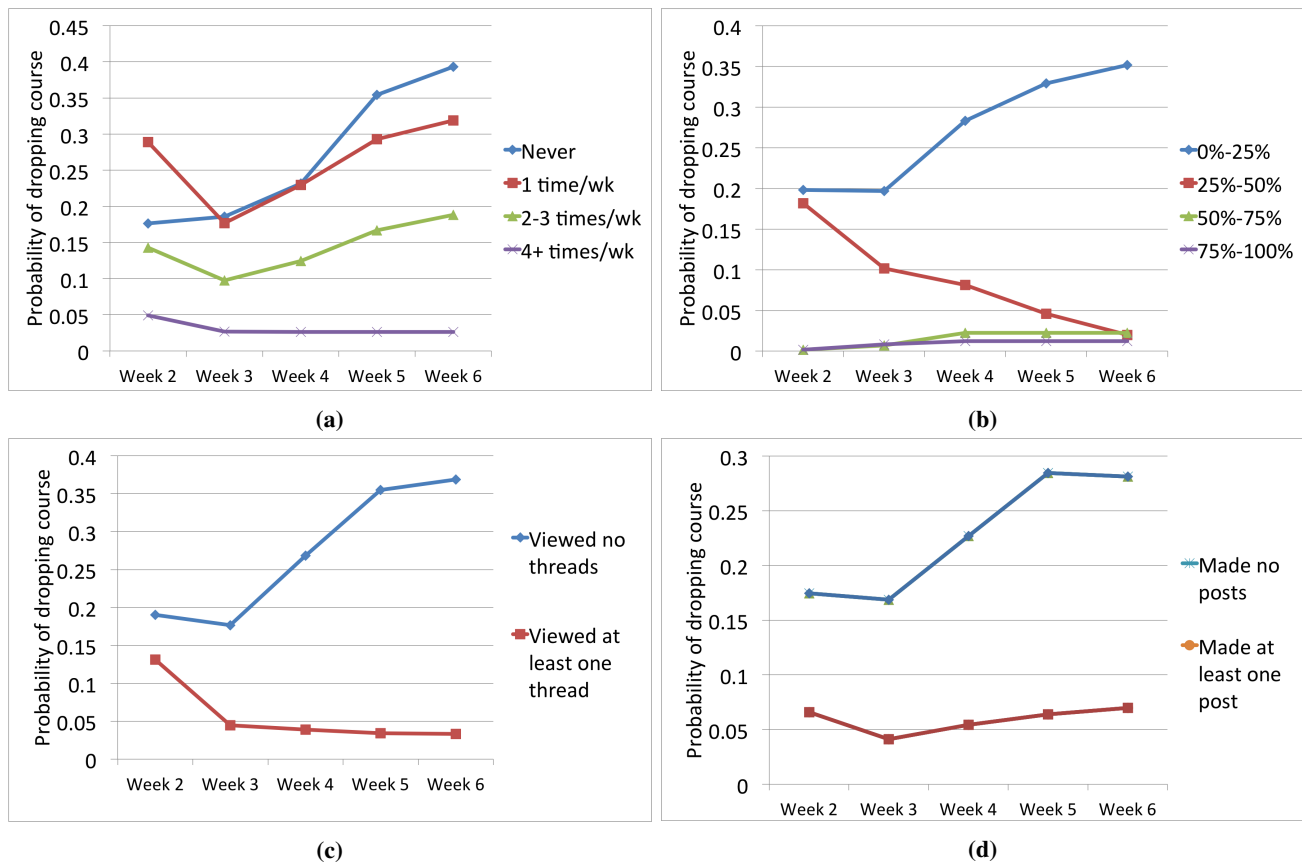 Probability of dropping course
0.45
0.4
0.35
0.3
0.25
0.2
0.15
0.1
0.05
0
Week 2 Week 3 Week 4 Week 5 Week 6
Never
1 time/wk
2-3 times/wk
4+ times/wk
(a)
Probability of dropping course
0.4
0.35
0.3
0.25
0.2
0.15
0.1
0.05
0
Week 2 Week 3 Week 4 Week 5 Week 6
0%-25%
25%-50%
50%-75%
75%-100%
(b)
Probability of dropping course
0.4
0.35
0.3
0.25
0.2
0.15
0.1
0.05
0
Week 2 Week 3 Week 4 Week 5 Week 6
Viewed no
threads
Viewed at
least one
thread
(c)
Probability of dropping course
0.3
0.25
0.2
0.15
0.1
0.05
0
Week 2 Week 3 Week 4 Week 5 Week 6
Made no
posts
Made at
least one
post
(d)